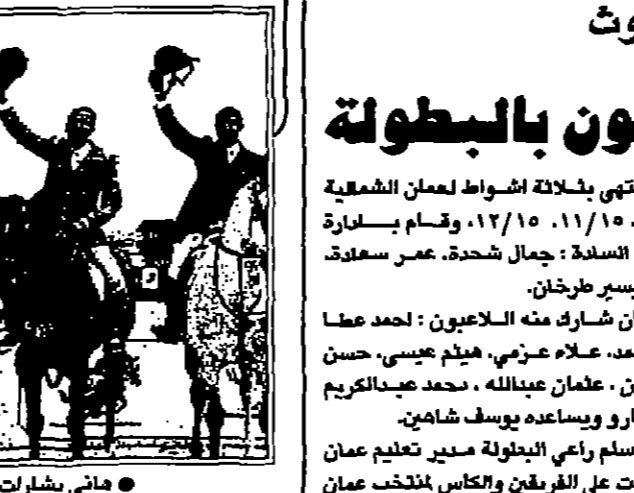 وث
ون بالبطولة
نتهي بثلاثة اشواط لعمان الشمالية
١١/١٥، ١٢/١٥، وقام بادارة
السادة : جمال شحدة، عمر سعادة،
يسير طرخان.
ان شارك منه اللاعبون : احمد عطا
مد، علاء عزمي، هيثم عيسى، حسن
ن ، عثمان عبدالله ، محمد عبدالكريم
ارو ويساعده يوسف شاهين.
سلم راعي البطولة مدير تعليم عمان
ت على الفريقين والكاس لمنتخب عمان
● هاني بشارات